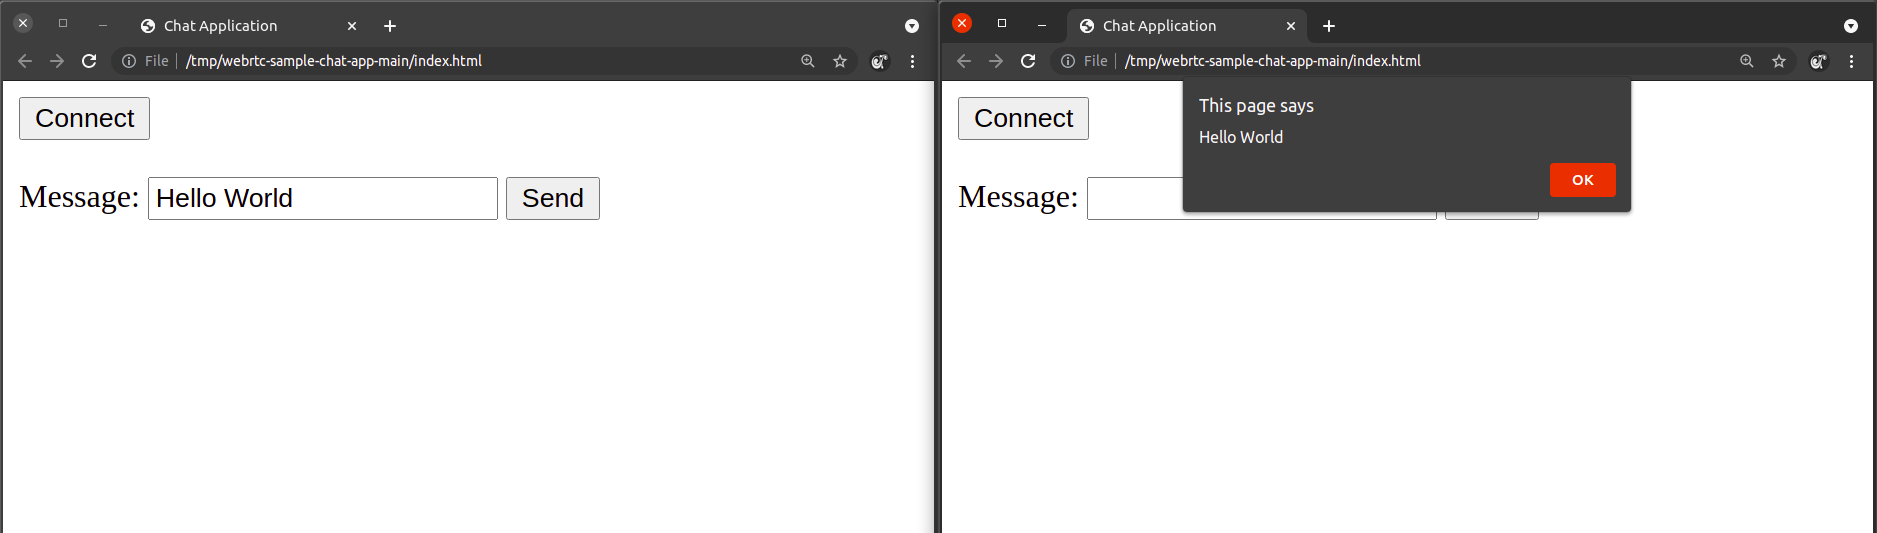 Chat Application
File | /tmp/webrtc-sample-chat-app-main/index.html
Connect
Message: Hello World Send
Chat Application
File | /tmp/webrtc-sample-chat-app-main/index.html
This page says
Hello World
OK
Connect
Message: